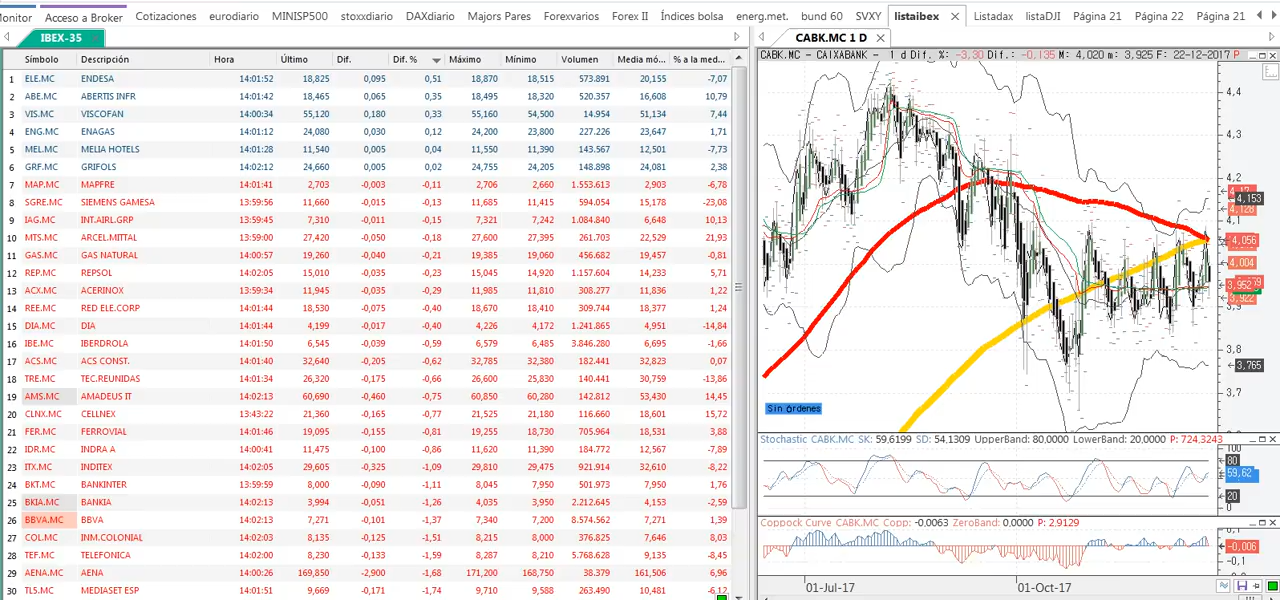 onitor Acceso a Broker Cotizaciones eurodiario MINISP500 stoxxdiario DAXdiario Majors Pares Forexvarios Forex II Índices bolsa energ.met. bund 60 SVXY listaibex Listadax listaDJI Página 21 Página 22 Página 21
IBEX-35
Símbolo Descripción Hora Último Dif. Dif. % Máximo Mínimo Volumen Media mó... % a la med...
1 ELE.MC ENDESA 14:01:52 18,825 0,095 0,51 18,870 18,515 573.891 20,155 -7,07
2 ABE.MC ABERTIS INFR 14:01:42 18,465 0,065 0,35 18,495 18,320 520.357 16,608 10,79
3 VIS.MC VISCOFAN 14:00:34 55,120 0,180 0,33 55,160 54,500 14.954 51,134 7,44
4 ENG.MC ENAGAS 14:01:12 24,080 0,030 0,12 24,200 23,800 227.226 23,647 1,71
5 MEL.MC MELIA HOTELS 14:01:28 11,540 0,005 0,04 11,550 11,390 143.567 12,501 -7,73
6 GRF.MC GRIFOLS 14:02:12 24,660 0,005 0,02 24,755 24,205 148.898 24,081 2,38
7 MAP.MC MAPFRE 14:01:41 2,703 -0,003 -0,11 2,706 2,660 1.553.613 2,903 -6,78
8 SGRE.MC SIEMENS GAMESA 13:59:56 11,660 -0,015 -0,13 11,685 11,415 594.054 15,178 -23,08
9 IAG.MC INT.AIRL.GRP 13:59:45 7,310 -0,011 -0,15 7,321 7,242 1.084.840 6,648 10,13
10 MTS.MC ARCEL.MITTAL 13:59:00 27,420 -0,050 -0,18 27,600 27,395 261.703 22,529 21,93
11 GAS.MC GAS NATURAL 14:00:57 19,260 -0,040 -0,21 19,385 19,065 456.682 19,457 -0,81
12 REP.MC REPSOL 14:02:05 15,010 -0,035 -0,23 15,045 14,920 1.157.604 14,233 5,71
13 ACX.MC ACERINOX 13:59:34 11,945 -0,035 -0,29 11,985 11,810 308.277 11,836 1,22
14 REE.MC RED ELE.CORP 14:01:44 18,530 -0,075 -0,40 18,670 18,410 309.744 18,377 1,24
15 DIA.MC DIA 14:01:44 4,195 -0,017 -0,40 4,226 4,172 1.241.865 4,951 -14,84
16 IBE.MC IBERDROLA 14:01:50 6,545 -0,039 -0,59 6,579 6,485 3.846.280 6,695 -1,66
17 ACS.MC ACS CONST. 14:01:40 32,640 -0,205 -0,62 32,785 32,380 182.441 32,823 0,07
18 TRE.MC TEC.REUNIDAS 14:01:34 26,320 -0,175 -0,66 26,600 25,830 140.441 30,759 -13,86
19 AMS.MC AMADEUS IT 14:02:13 60,690 -0,460 -0,75 60,850 60,280 142.812 53,430 14,45
20 CLNX.MC CELLNEX 13:43:22 21,360 -0,165 -0,77 21,525 21,180 116.660 18,601 15,72
21 FER.MC FERROVIAL 14:01:46 19,095 -0,155 -0,81 19,255 18,730 705.964 18,531 3,88
22 IDR.MC INDRA A 14:00:41 11,475 -0,100 -0,86 11,620 11,390 184.772 12,567 -7,89
23 ITX.MC INDITEX 14:02:05 29,605 -0,325 -1,09 29,810 29,475 921.914 32,610 -8,22
24 BKT.MC BANKINTER 13:59:59 8,000 -0,090 -1,11 8,045 7,905 501.973 7,950 1,76
25 BKIA.MC BANKIA 14:02:13 3,994 -0,051 -1,26 4,035 3,950 2.212.645 4,153 -2,59
26 BBVA.MC BBVA 14:02:13 7,271 -0,101 -1,37 7,340 7,200 8.574.562 7,271 1,39
27 COL.MC INM.COLONIAL 14:02:03 8,135 -0,125 -1,51 8,215 8,000 376.825 7,646 8,03
28 TEF.MC TELEFONICA 14:02:00 8,230 -0,133 -1,59 8,287 8,210 5.768.628 9,135 -8,45
29 AENA.MC AENA 14:00:26 169,850 -2,900 -1,68 171,200 168,750 38.379 161,506 6,96
30 TL5.MC MEDIASET ESP 14:01:51 9,669 -0,171 -1,74 9,716 9,510 263.490 10,481 -6,12
CABK.MC 1 D
CABK.MC - CAIXABANK - 1 d Dif. %: -3,30 Dif.: -0,135 M: 4,020 m: 3,925 F: 22-12-2017 P
4,4
4,3
4,2
4,153
4,128
4,1
4,056
4,004
3,952
3,922
3,9
3,8
3,765
3,7
Sin órdenes
Stochastic CABK.MC SK: 59,6199 SD: 54,1309 UpperBand: 80,0000 LowerBand: 20,0000 P: 724,3243
100
80
59,62
20
0
Coppock Curve CABK.MC Copp: -0,0063 ZeroBand: 0,0000 P: 2,9129
0,1
-0,006
-0,1
01-Jul-17 01-Oct-17